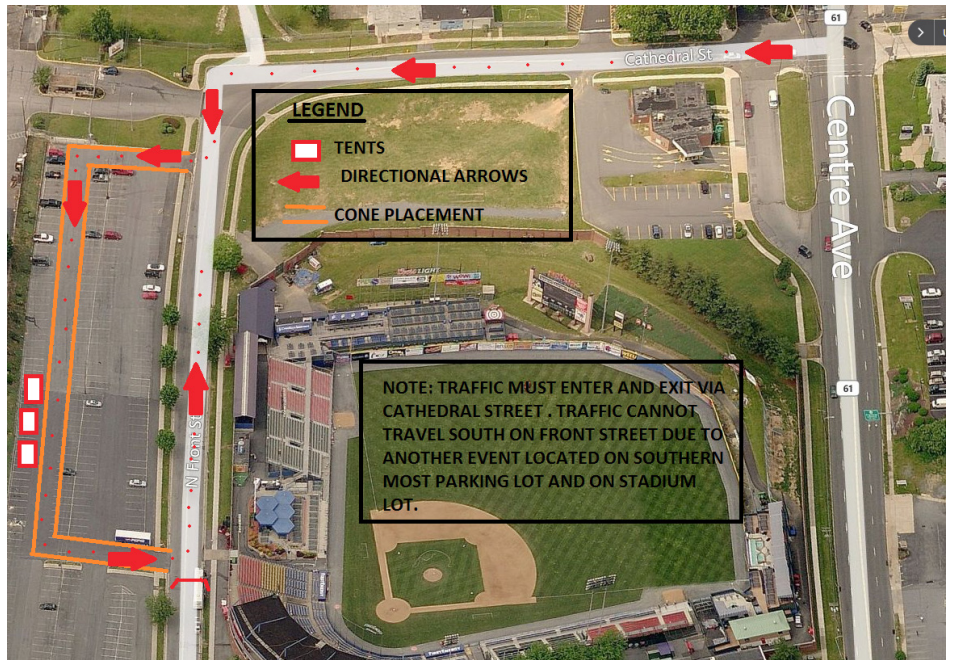 61
Cathedral St
LEGEND
TENTS
DIRECTIONAL ARROWS
CONE PLACEMENT
Centre Ave
COORS LIGHT
NOTE: TRAFFIC MUST ENTER AND EXIT VIA
CATHEDRAL STREET . TRAFFIC CANNOT
TRAVEL SOUTH ON FRONT STREET DUE TO
ANOTHER EVENT LOCATED ON SOUTHERN
MOST PARKING LOT AND ON STADIUM
LOT.
61
N Front St